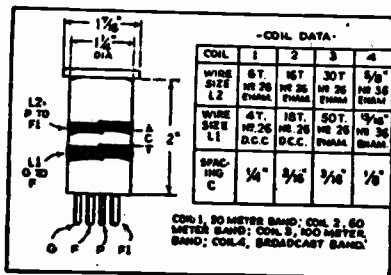 1 7/16"
1 1/4"
DIA
L2-
P TO
F1
L1
G TO
F
C
2"
G F P F1
-COIL DATA-
COIL 1 2 3 4
WIRE SIZE L2 6T. Nº 26 ENAM. 16T Nº 26 ENAM. 30T Nº 26 ENAM. 5/8" Nº 36 ENAM.
WIRE SIZE L1 4T. Nº.26 D.C.C. 18T. Nº.26 D.C.C. 50T. Nº 26 ENAM. Nº 36 ENAM.
SPACING C 1/4" 3/16" 3/16" 1/8"
COIL 1, 20 METER BAND; COIL 2, 60
METER BAND; COIL 3, 100 METER
BAND; COIL 4, BROADCAST BAND.